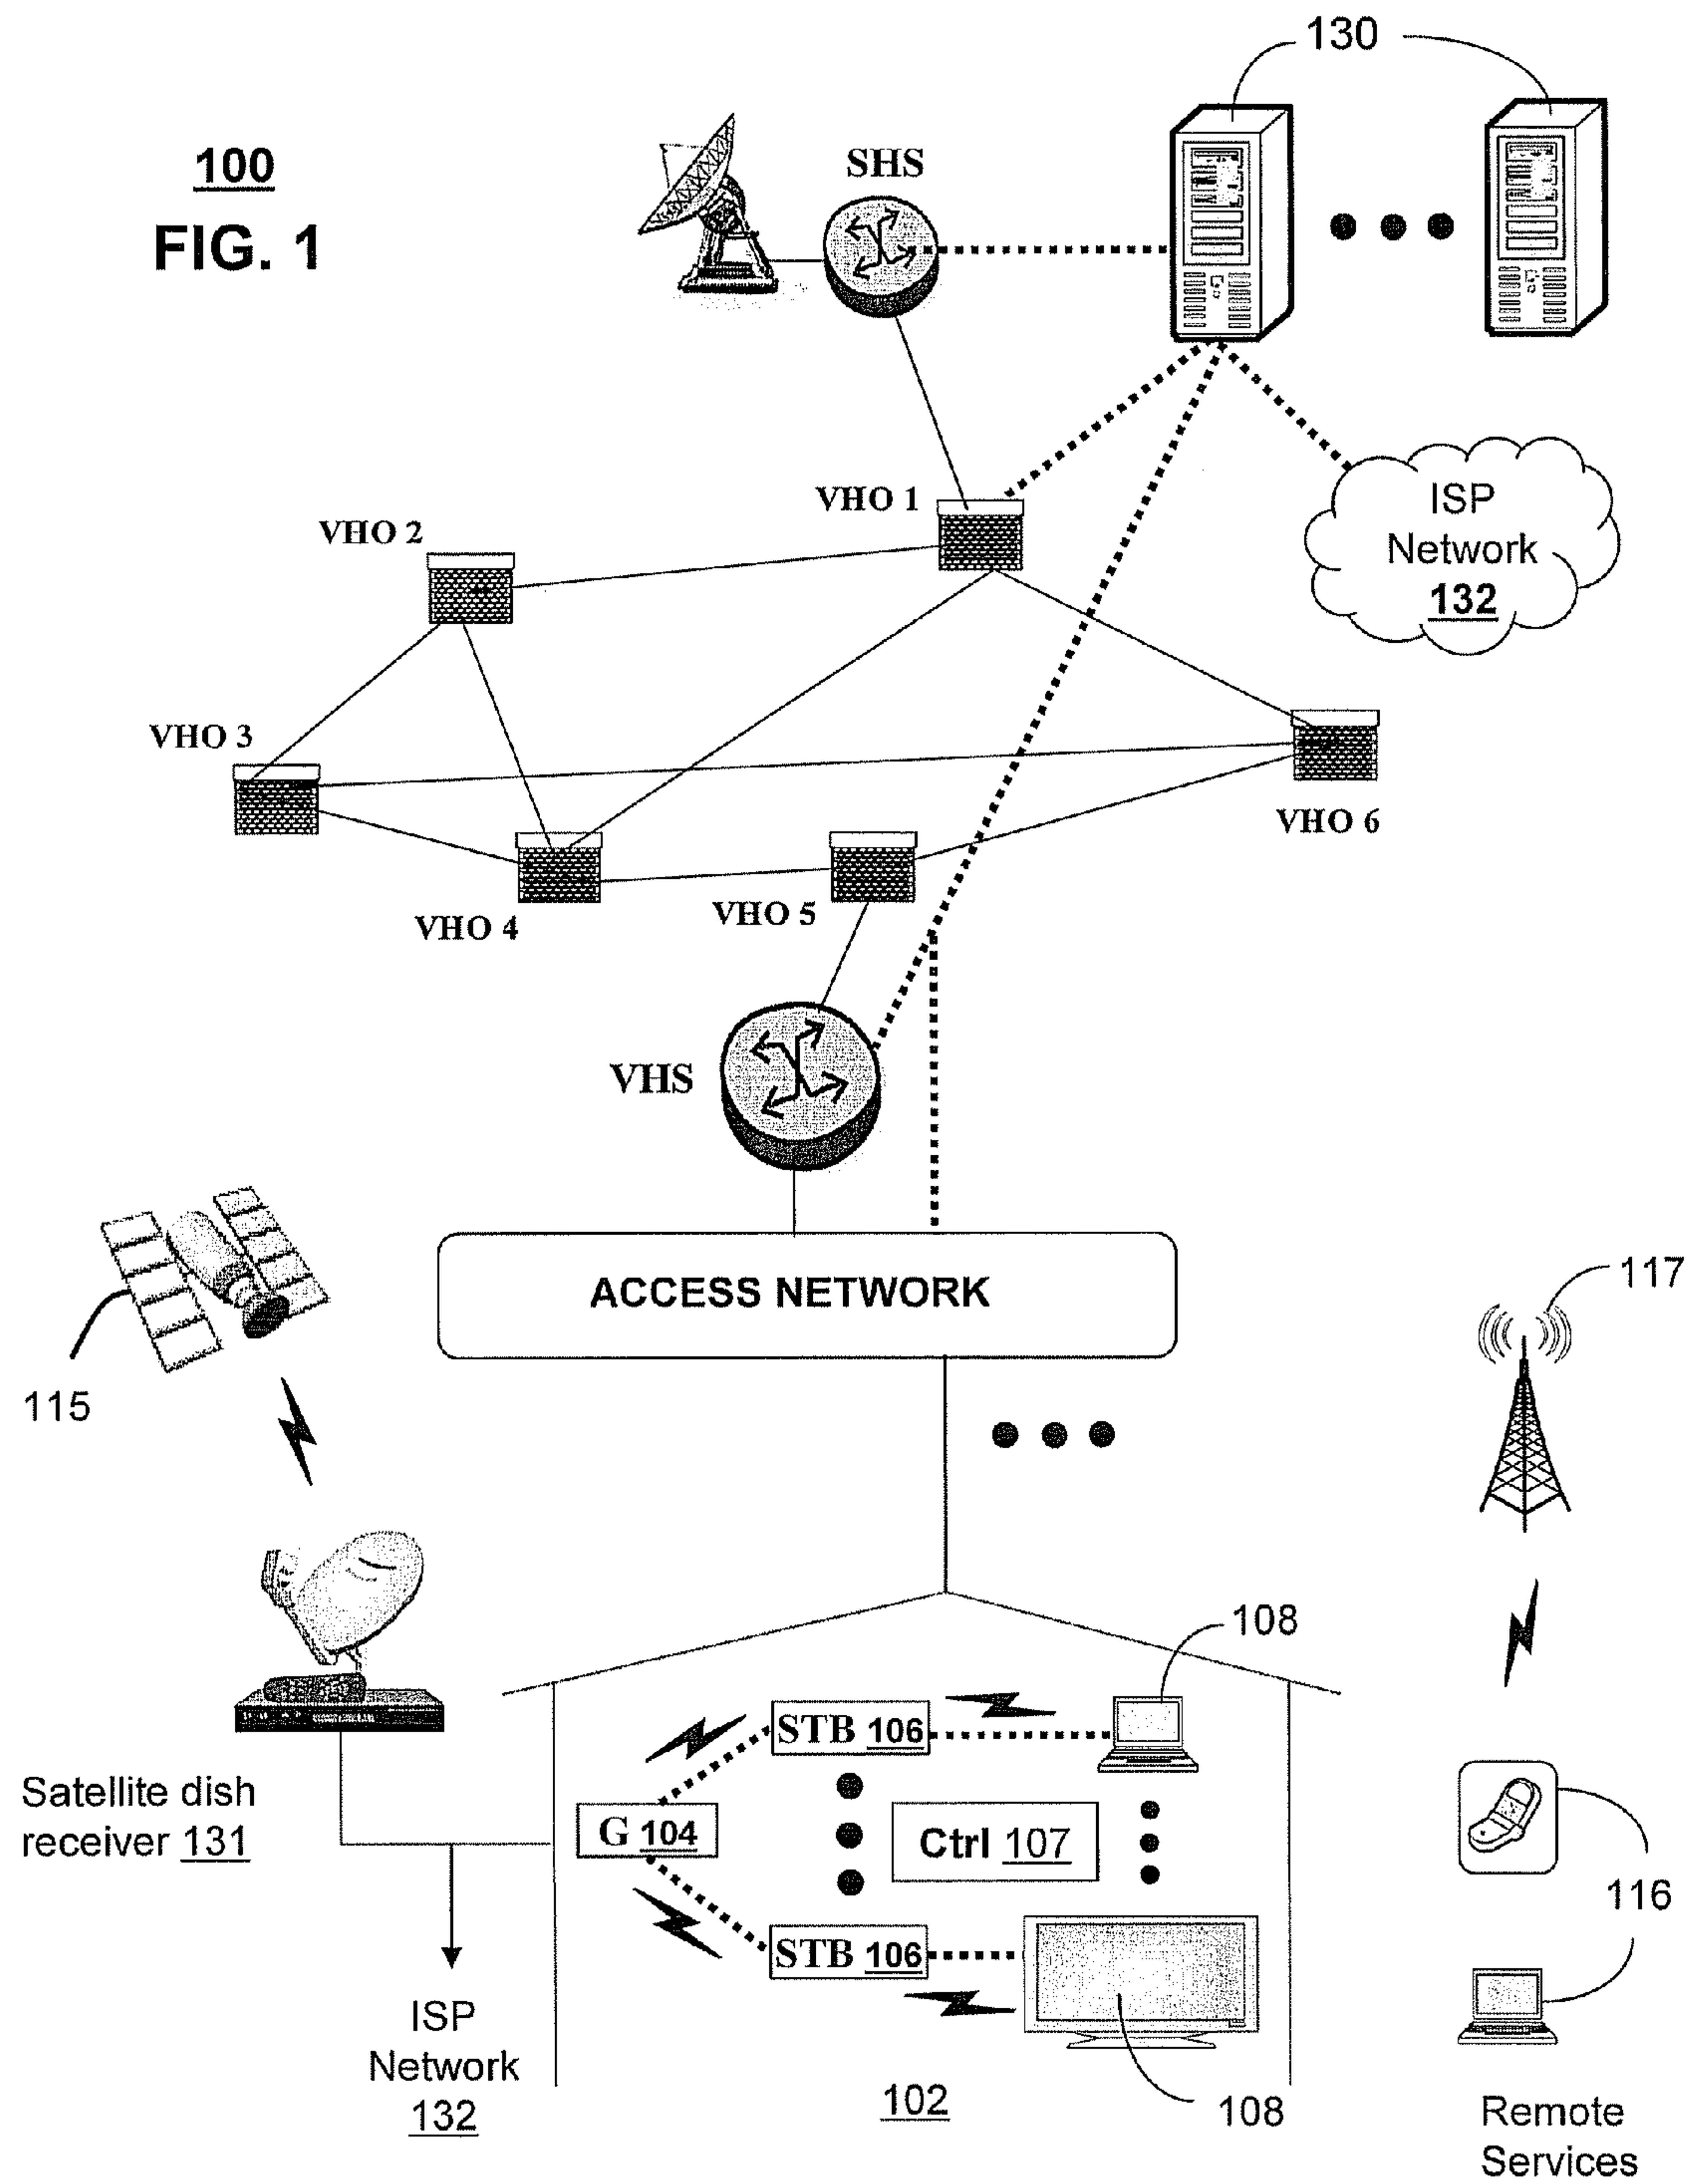 130
100
FIG. 1
SHS
VHO 1
ISP
Network
132
VHO 2
VHO 3
VHO 6
VHO 4
VHO 5
VHS
ACCESS NETWORK
117
115
108
STB 106
Satellite dish
receiver 131
G 104
Ctrl 107
116
STB 106
ISP
Network
132
102
108
Remote
Services